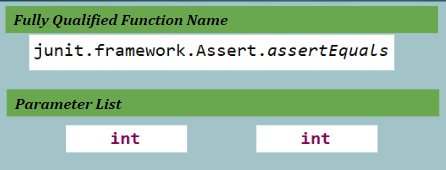 Fully Qualified Function Name
junit.framework.Assert.assertEquals
Parameter List
int int